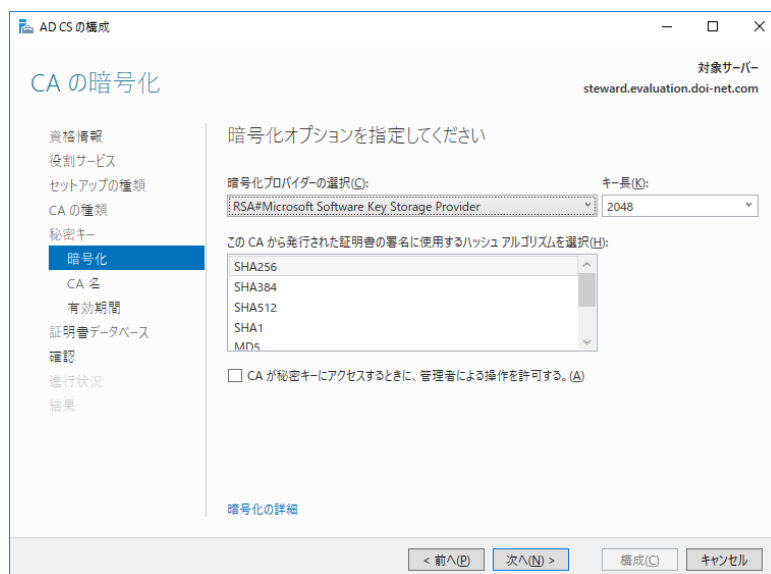 AD CS の構成
CA の暗号化
対象サーバー
steward.evaluation.doi-net.com
資格情報
役割サービス
セットアップの種類
CA の種類
秘密キー
暗号化
CA 名
有効期間
証明書データベース
確認
進行状況
結果
暗号化オプションを指定してください
暗号化プロバイダーの選択(C):
キー長(K):
RSA#Microsoft Software Key Storage Provider
2048
この CA から発行された証明書の署名に使用するハッシュ アルゴリズムを選択(H):
SHA256
SHA384
SHA512
SHA1
MD5
CA が秘密キーにアクセスするときに、管理者による操作を許可する。(A)
暗号化の詳細
< 前へ(P)
次へ(N) >
構成(C)
キャンセル